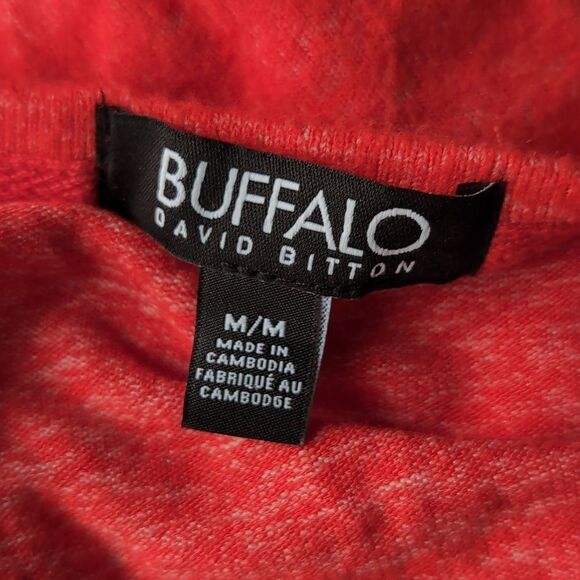 BUFFALO
DAVID BITTON
M/M
MADE IN
CAMBODIA
FABRIQUÉ AU
CAMBODGE